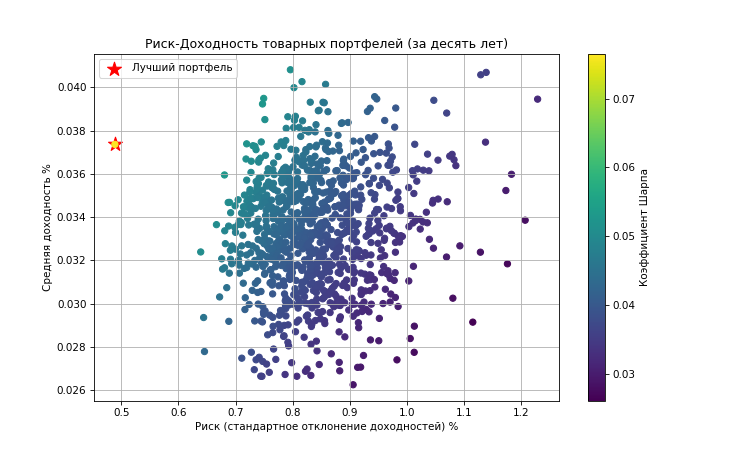 Риск-Доходность товарных портфелей (за десять лет)
Лучший портфель
Средняя доходность %
0.040
0.038
0.036
0.034
0.032
0.030
0.028
0.026
0.5 0.6 0.7 0.8 0.9 1.0 1.1 1.2
Риск (стандартное отклонение доходностей) %
0.07
0.06
0.05
0.04
0.03
Коэффициент Шарпа